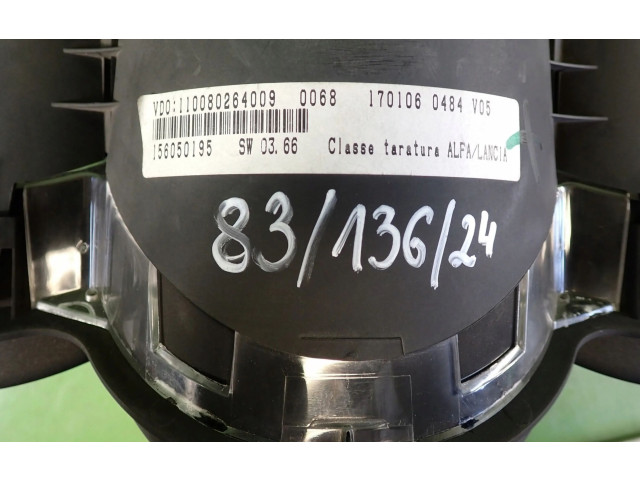 VDO:110080264009 0068 170106 0484 V05
156050195 SW 03.66 Classe taratura ALFA/LANCIA
83/136/24